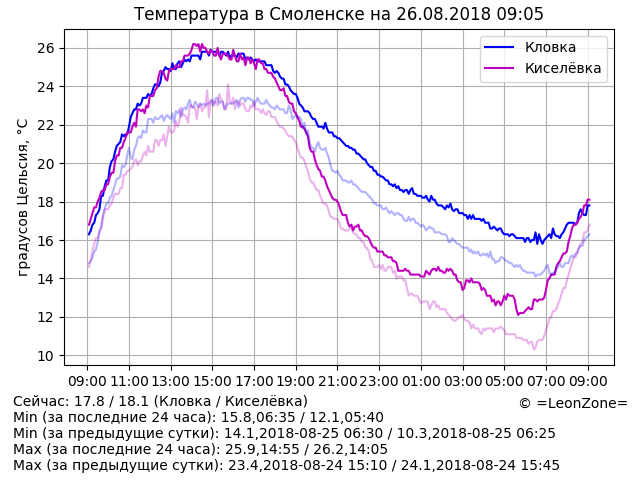 Температура в Смоленске на 26.08.2018 09:05
Кловка
Киселёвка
градусов Цельсия, °C
26
24
22
20
18
16
14
12
10
09:00 11:00 13:00 15:00 17:00 19:00 21:00 23:00 01:00 03:00 05:00 07:00 09:00
Сейчас: 17.8 / 18.1 (Кловка / Киселёвка)
© =LeonZone=
Min (за последние 24 часа): 15.8,06:35 / 12.1,05:40
Min (за предыдущие сутки): 14.1,2018-08-25 06:30 / 10.3,2018-08-25 06:25
Max (за последние 24 часа): 25.9,14:55 / 26.2,14:05
Max (за предыдущие сутки): 23.4,2018-08-24 15:10 / 24.1,2018-08-24 15:45